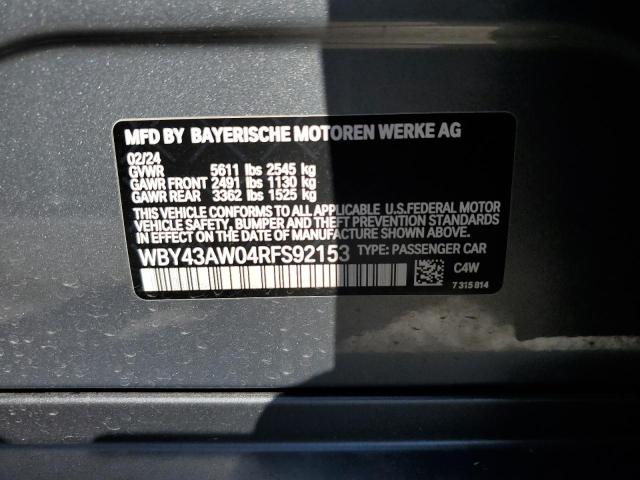 MFD BY BAYERISCHE MOTOREN WERKE AG
02/24
GVWR 5611 lbs 2545 kg
GAWR FRONT 2491 lbs 1130 kg
GAWR REAR 3362 lbs 1525 kg
THIS VEHICLE CONFORMS TO ALL APPLICABLE U.S.FEDERAL MOTOR
VEHICLE SAFETY, BUMPER AND THEFT PREVENTION STANDARDS
IN EFFECT ON THE DATE OF MANUFACTURE SHOWN ABOVE.
WBY43AW04RFS92153 TYPE: PASSENGER CAR
C4W
7 315 814